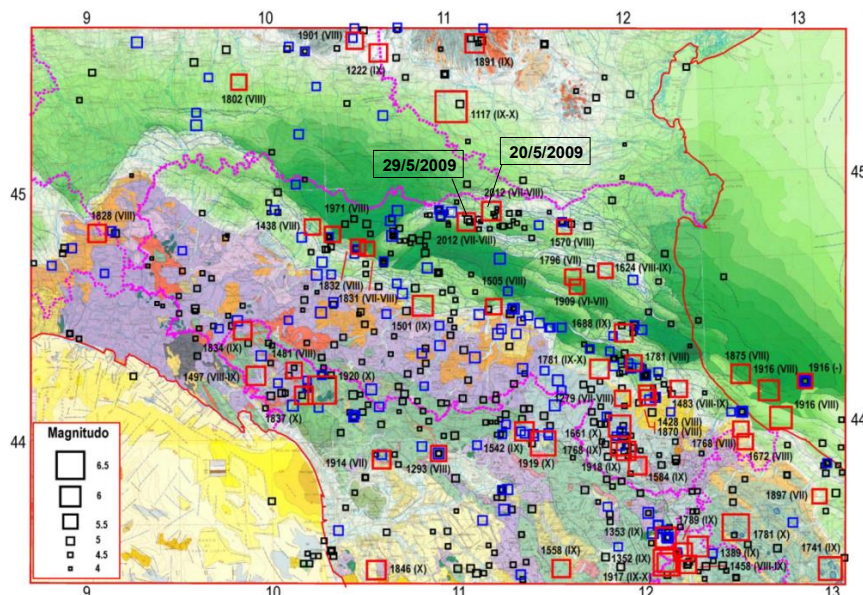 9 10 11 12 13
1901 (VIII)
1222 (IX)
1891 (IX)
1802 (VIII)
1117 (IX-X)
20/5/2009
29/5/2009
45 45
2012 (VII-VIII)
1971 (VIII)
1828 (VIII)
1438 (VIII)
2012 (VII-VIII)
1570 (VIII)
1796 (VII)
1624 (VIII-IX)
1832 (VIII)
1831 (VII-VIII)
1505 (VIII)
1909 (VI-VII)
1501 (IX)
1688 (IX)
1834 (IX)
1481 (VIII)
1781 (IX-X)
1781 (VIII)
1875 (VIII)
1916 (VIII)
1916 (-)
1497 (VIII-IX)
1920 (X)
1279 (VII-VIII)
1483 (VIII-IX)
1916 (VIII)
1837 (X)
1428 (VIII)
1870 (VIII)
44 44
Magnitudo
6.5
6
5.5
5
4.5
4
1661 (X)
1768 (IX)
1768 (VIII)
1542 (IX)
1919 (X)
1918 (IX)
1672 (VIII)
1914 (VII)
1293 (VIII)
1584 (IX)
1897 (VII)
1789 (IX)
1353 (IX)
1781 (X)
1558 (IX)
1352 (IX)
1389 (IX)
1741 (IX)
1846 (X)
1917 (IX-X)
1458 (VIII-IX)
9 10 11 12 13